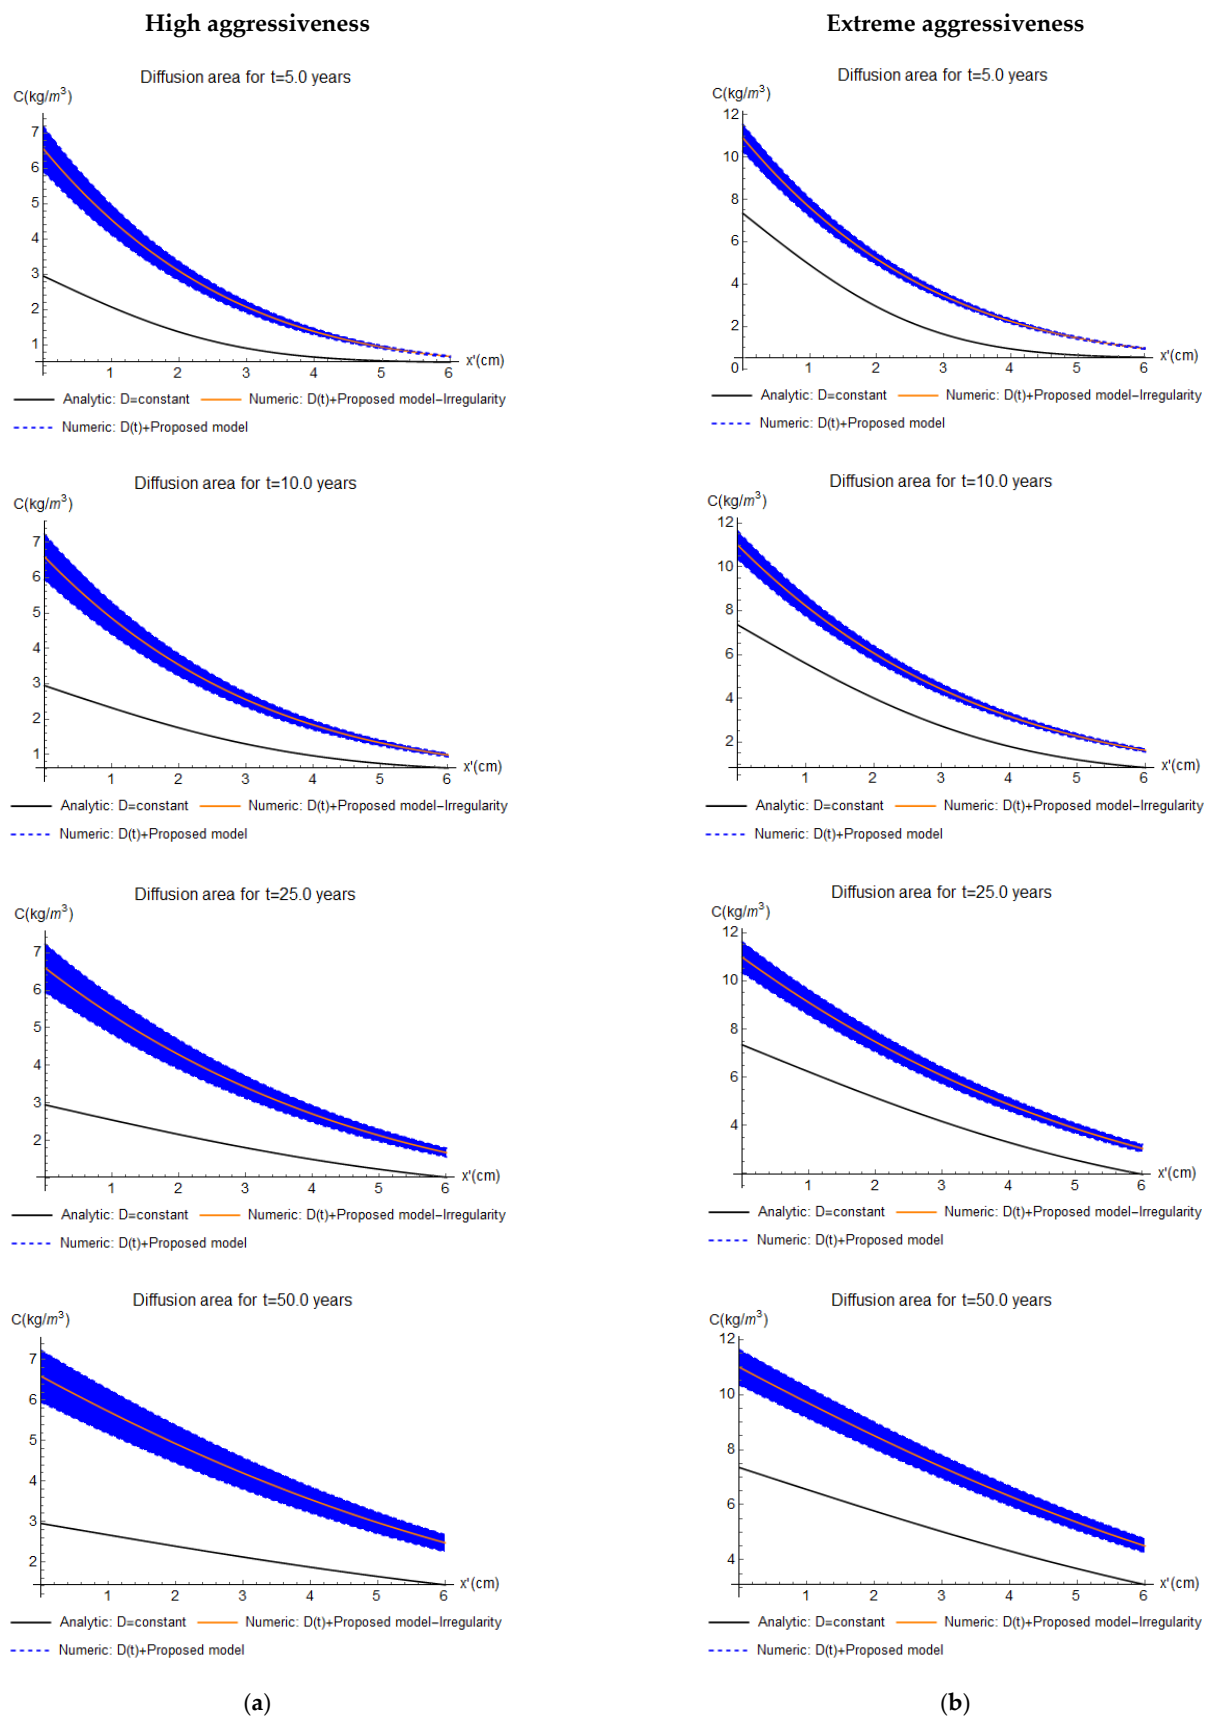 High aggressiveness
Extreme aggressiveness
Diffusion area for t=5.0 years
C(kg/m³)
7
6
5
4
3
2
1
1 2 3 4 5 6
x'(cm)
Analytic: D=constant Numeric: D(t)+Proposed model−Irregularity
Numeric: D(t)+Proposed model
Diffusion area for t=5.0 years
C(kg/m³)
12
10
8
6
4
2
0
1 2 3 4 5 6
x'(cm)
Analytic: D=constant Numeric: D(t)+Proposed model−Irregularity
Numeric: D(t)+Proposed model
Diffusion area for t=10.0 years
C(kg/m³)
7
6
5
4
3
2
1
1 2 3 4 5 6
x'(cm)
Analytic: D=constant Numeric: D(t)+Proposed model−Irregularity
Numeric: D(t)+Proposed model
Diffusion area for t=10.0 years
C(kg/m³)
12
10
8
6
4
2
1 2 3 4 5 6
x'(cm)
Analytic: D=constant Numeric: D(t)+Proposed model−Irregularity
Numeric: D(t)+Proposed model
Diffusion area for t=25.0 years
C(kg/m³)
7
6
5
4
3
2
1 2 3 4 5 6
x'(cm)
Analytic: D=constant Numeric: D(t)+Proposed model−Irregularity
Numeric: D(t)+Proposed model
Diffusion area for t=25.0 years
C(kg/m³)
12
10
8
6
4
1 2 3 4 5 6
x'(cm)
Analytic: D=constant Numeric: D(t)+Proposed model−Irregularity
Numeric: D(t)+Proposed model
Diffusion area for t=50.0 years
C(kg/m³)
7
6
5
4
3
2
1 2 3 4 5 6
x'(cm)
Analytic: D=constant Numeric: D(t)+Proposed model−Irregularity
Numeric: D(t)+Proposed model
Diffusion area for t=50.0 years
C(kg/m³)
12
10
8
6
4
1 2 3 4 5 6
x'(cm)
Analytic: D=constant Numeric: D(t)+Proposed model−Irregularity
Numeric: D(t)+Proposed model
(a)
(b)